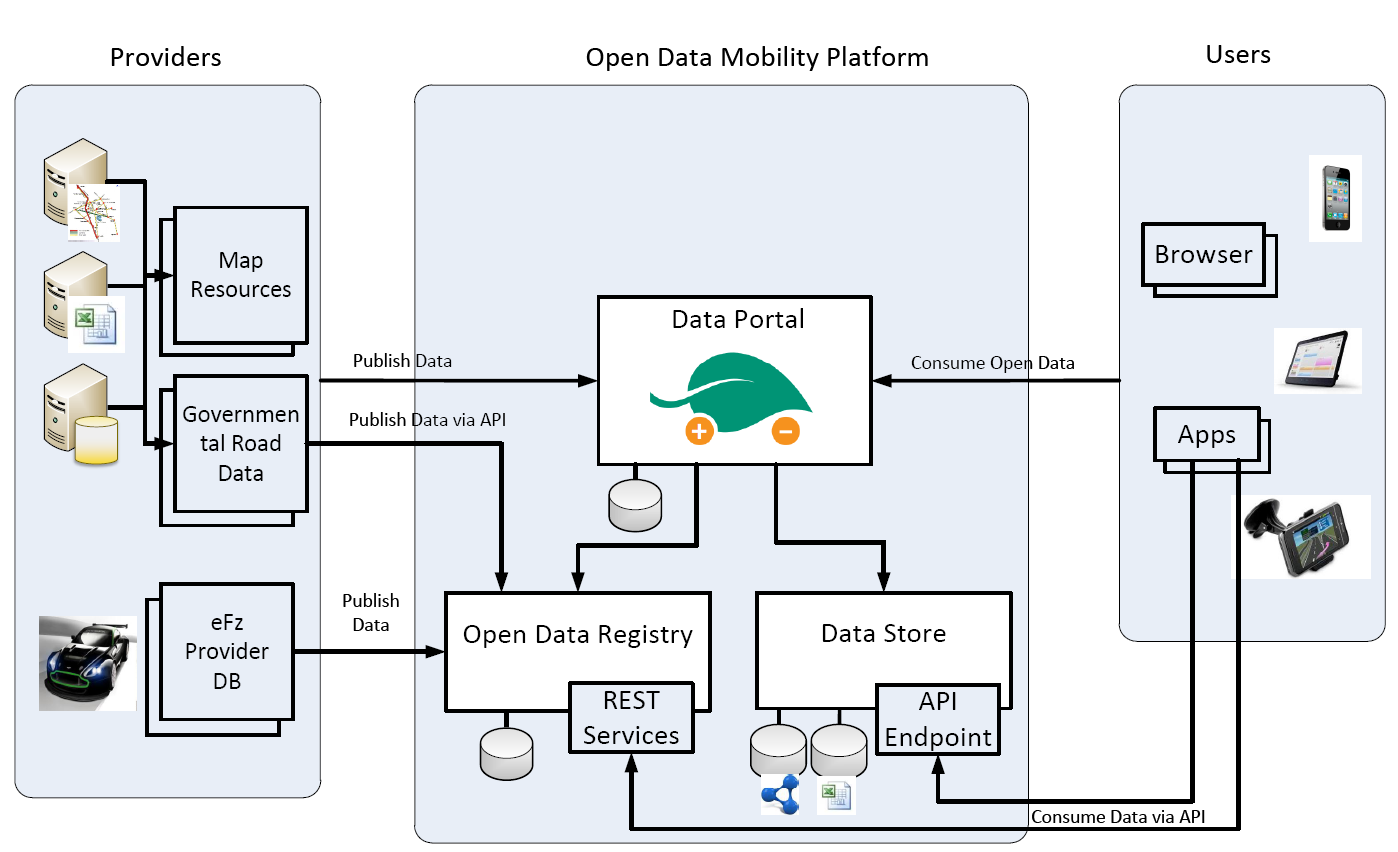 Providers
Open Data Mobility Platform
Users
Map
Resources
Governmen
tal Road
Data
eFz
Provider
DB
Publish Data
Publish Data via API
Publish
Data
Data Portal
+
−
Open Data Registry
REST
Services
Data Store
API
Endpoint
Consume Open Data
Browser
Apps
Consume Data via API